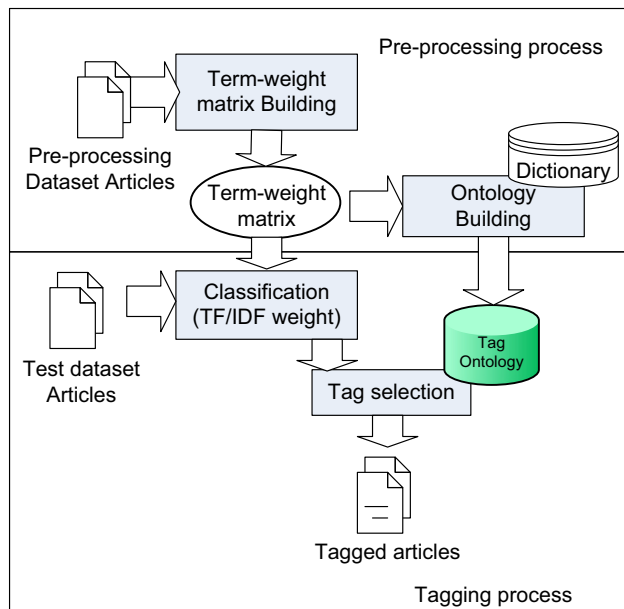 Pre-processing process
Term-weight
matrix Building
Pre-processing
Dataset Articles
Dictionary
Term-weight
matrix
Ontology
Building
Classification
(TF/IDF weight)
Test dataset
Articles
Tag
Ontology
Tag selection
Tagged articles
Tagging process